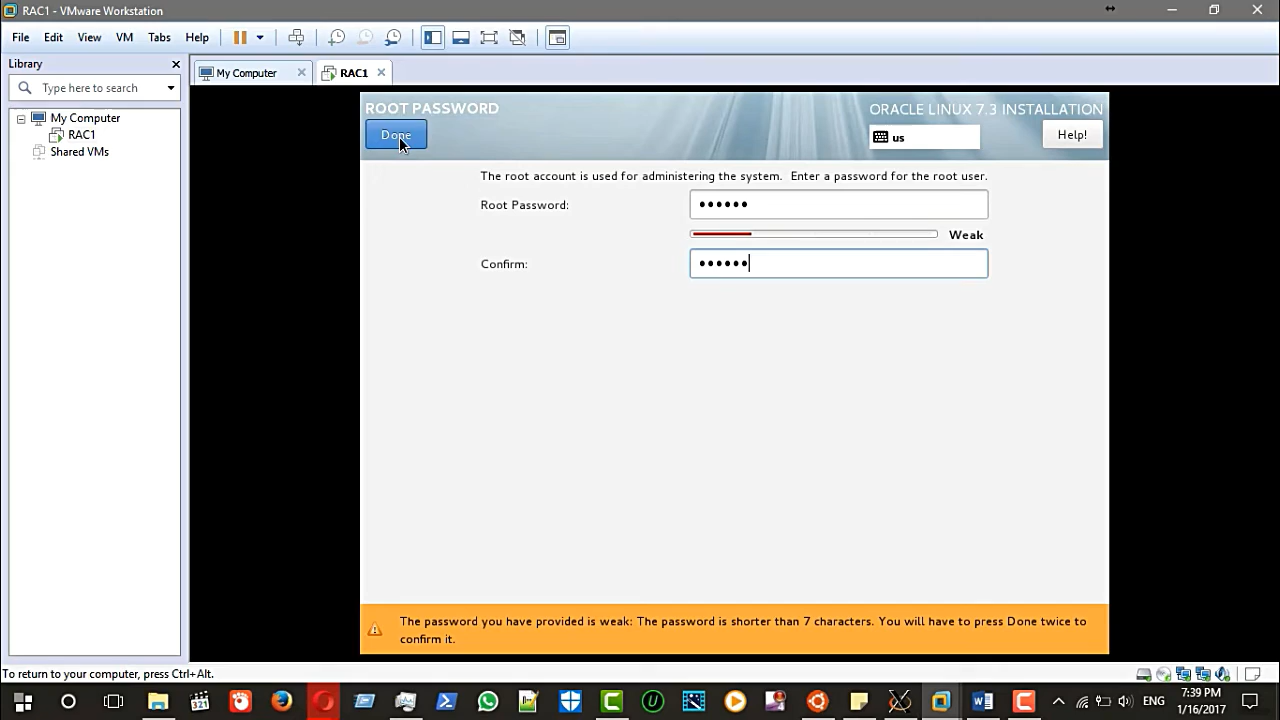 RAC1 - VMware Workstation
File Edit View VM Tabs Help
Library
Type here to search
My Computer
RAC1
Shared VMs
My Computer
RAC1
ROOT PASSWORD
Done
ORACLE LINUX 7.3 INSTALLATION
us
Help!
The root account is used for administering the system. Enter a password for the root user.
Root Password:
••••••
Weak
Confirm:
••••••
The password you have provided is weak: The password is shorter than 7 characters. You will have to press Done twice to
confirm it.
To return to your computer, press Ctrl+Alt.
321
ENG
7:39 PM
1/16/2017